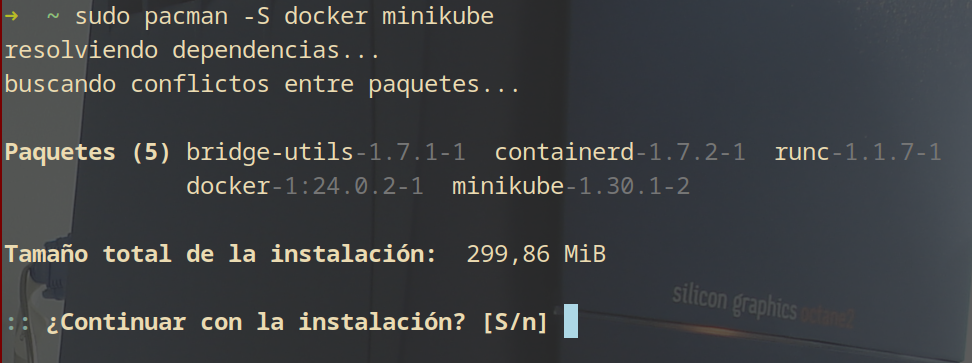 → ~ sudo pacman -S docker minikube
resolviendo dependencias...
buscando conflictos entre paquetes...
Paquetes (5) bridge-utils-1.7.1-1 containerd-1.7.2-1 runc-1.1.7-1
docker-1:24.0.2-1 minikube-1.30.1-2
Tamaño total de la instalación: 299,86 MiB
:: ¿Continuar con la instalación? [S/n]
silicon graphics octane2